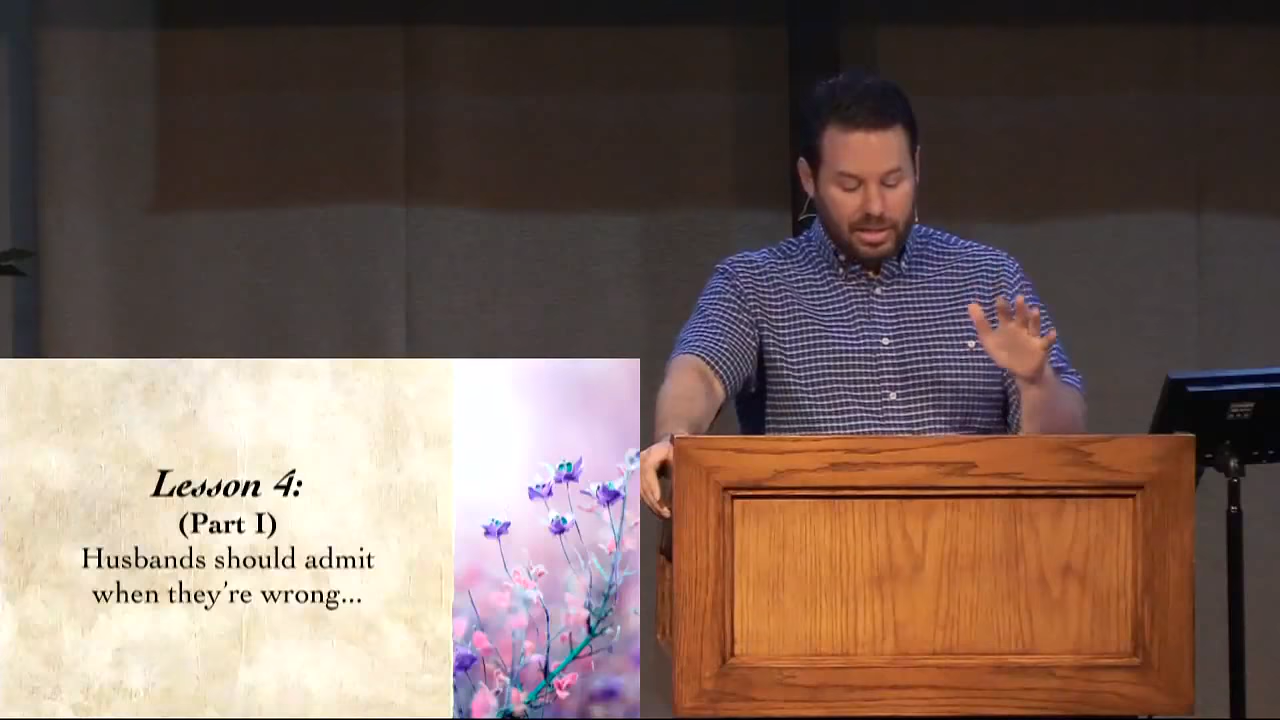 Lesson 4:
(Part I)
Husbands should admit
when they're wrong...